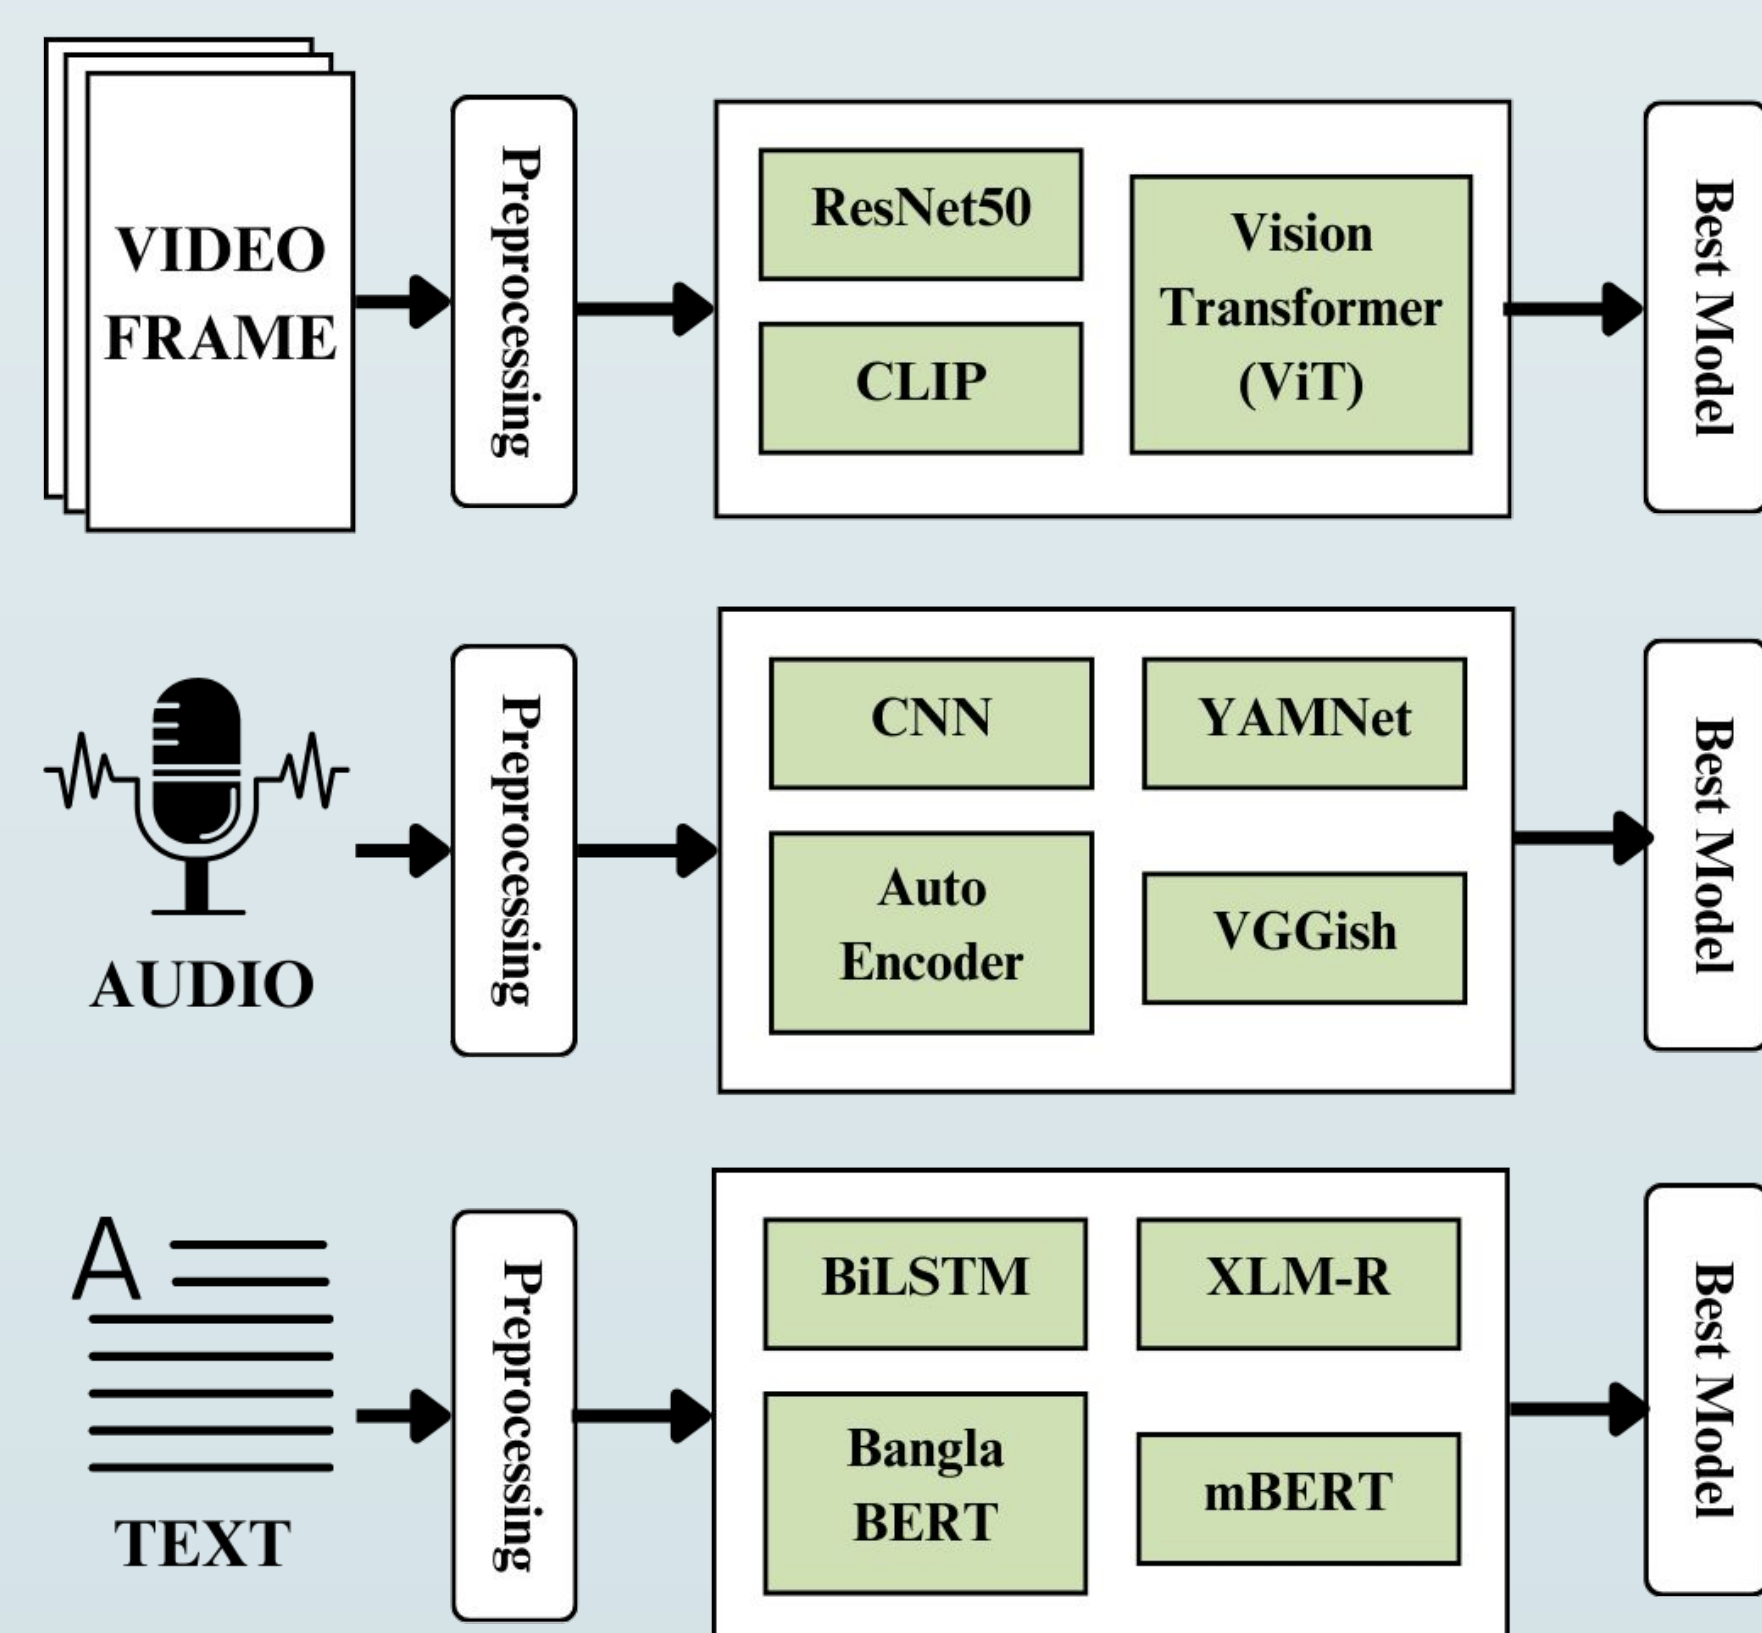 VIDEO
FRAME
Preprocessing
ResNet50
CLIP
Vision
Transformer
(ViT)
Best Model
AUDIO
Preprocessing
CNN
YAMNet
Auto
Encoder
VGGish
Best Model
A
TEXT
Preprocessing
BiLSTM
XLM-R
Bangla
BERT
mBERT
Best Model